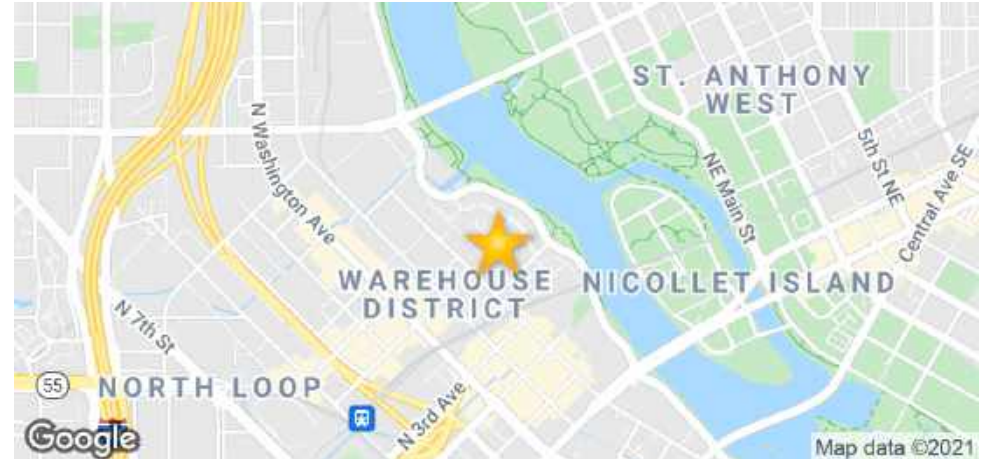 ST. ANTHONY
WEST
N Washington Ave
5th St NE
NE Main St
Central Ave SE
WAREHOUSE
DISTRICT
NICOLLET ISLAND
N 7th St
55
NORTH LOOP
N 3rd Ave
Google
Map data ©2021